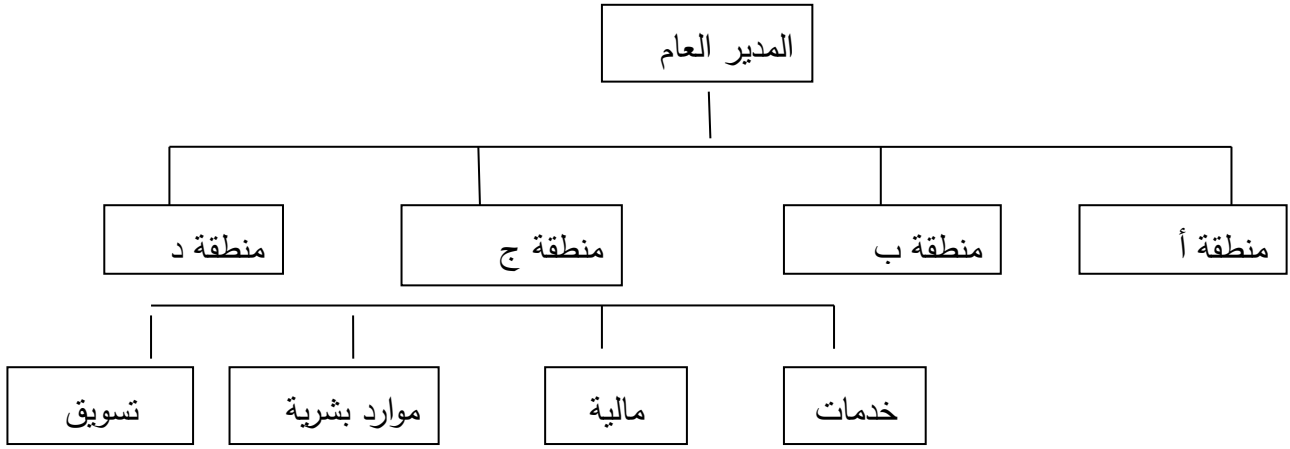 المدير العام
منطقة أ
منطقة ب
منطقة ج
منطقة د
خدمات
مالية
موارد بشرية
تسويق